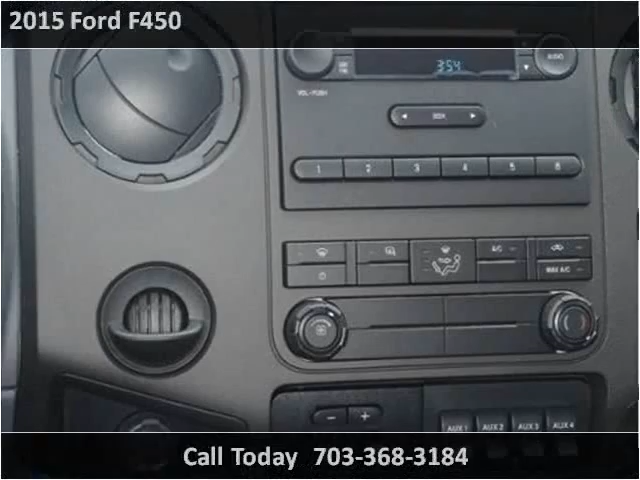 2015 Ford F450
3:54
AUDIO
VOL-PUSH
SEEK
1 2 3 4 5 6
A/C
MAX A/C
- +
AUX 1 AUX 2 AUX 3 AUX 4
Call Today 703-368-3184